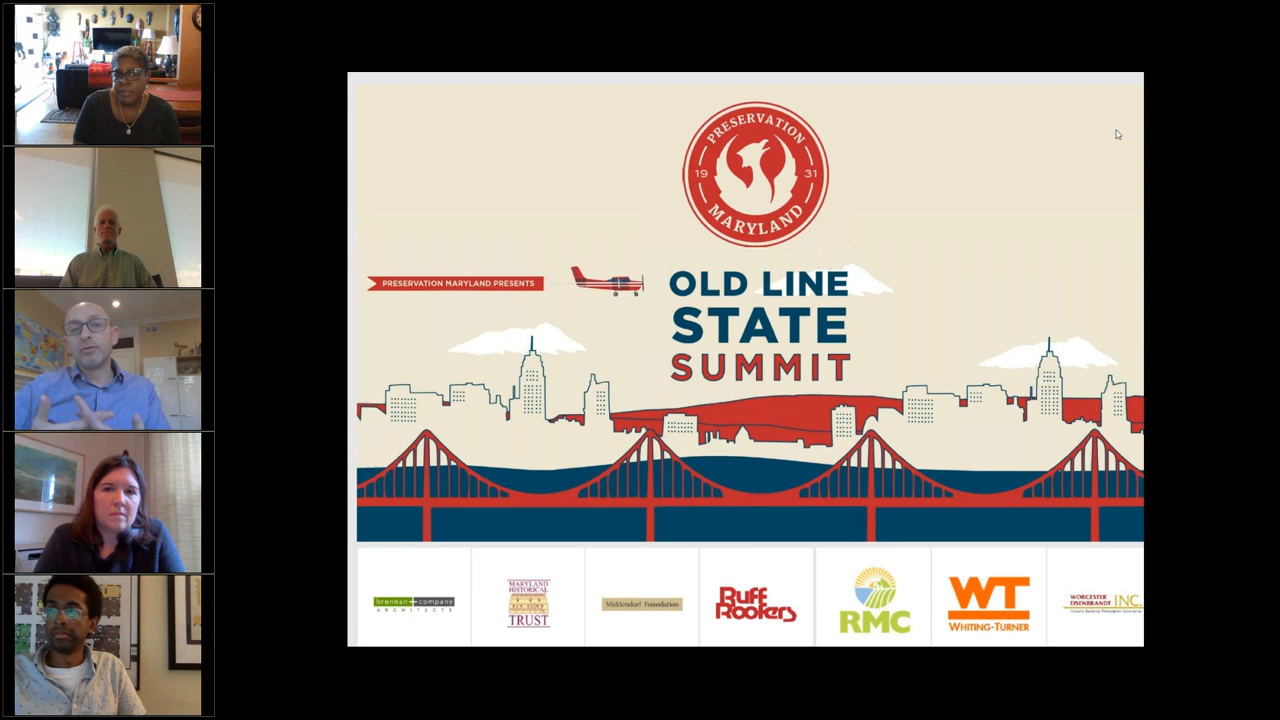 PRESERVATION
19 31
MARYLAND
PRESERVATION MARYLAND PRESENTS
OLD LINE
STATE
SUMMIT
brennan+company
ARCHITECTS
MARYLAND
HISTORICAL
TRUST
Middendorf Foundation
Ruff
Roofers
RMC
WT
WHITING-TURNER
WORCESTER
EISENBRANDT INC.